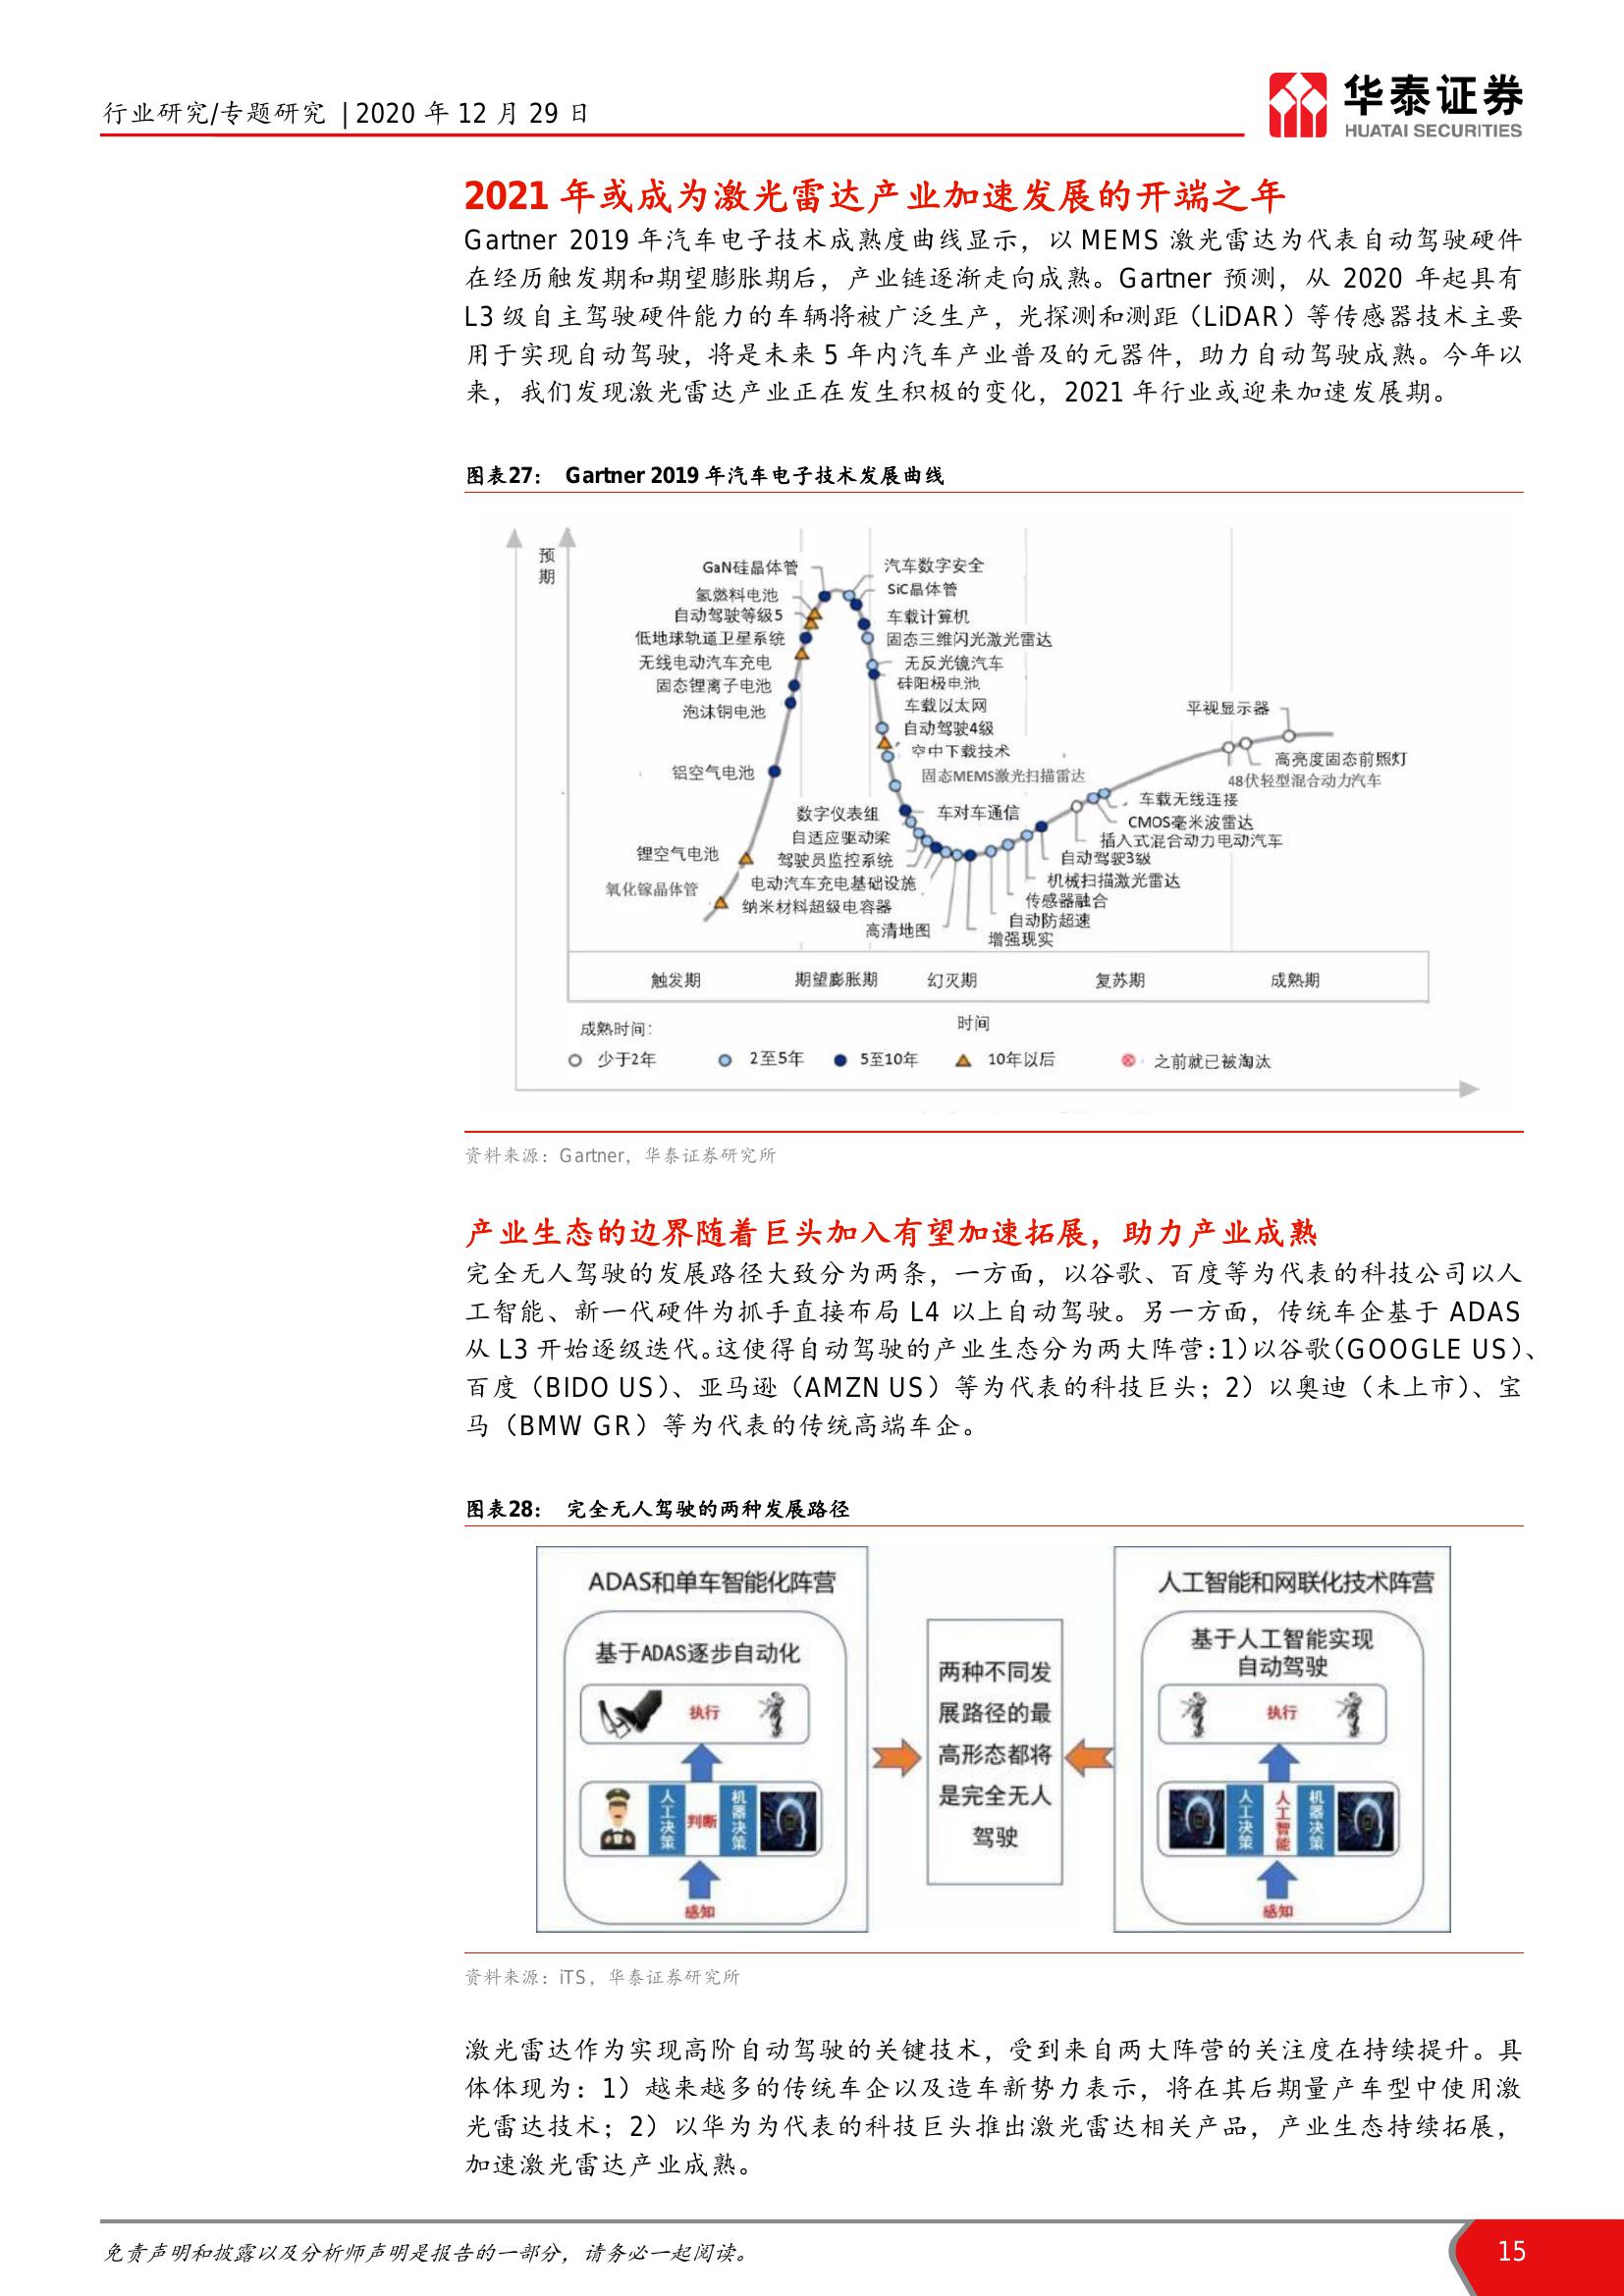 行业研究/专题研究 | 2020 年 12 月 29 日
华泰证券
HUATAI SECURITIES
2021 年或成为激光雷达产业加速发展的开端之年
Gartner 2019 年汽车电子技术成熟度曲线显示，以 MEMS 激光雷达为代表自动驾驶硬件
在经历触发期和期望膨胀期后，产业链逐渐走向成熟。Gartner 预测，从 2020 年起具有
L3 级自主驾驶硬件能力的车辆将被广泛生产，光探测和测距（LiDAR）等传感器技术主要
用于实现自动驾驶，将是未来 5 年内汽车产业普及的元器件，助力自动驾驶成熟。今年以
来，我们发现激光雷达产业正在发生积极的变化，2021 年行业或迎来加速发展期。
图表27： Gartner 2019 年汽车电子技术发展曲线
预
期
GaN硅晶体管
氢燃料电池
自动驾驶等级5
低地球轨道卫星系统
无线电动汽车充电
固态锂离子电池
泡沫铜电池
铝空气电池
锂空气电池
氧化镓晶体管
汽车数字安全
SiC晶体管
车载计算机
固态三维闪光激光雷达
无反光镜汽车
硅阳极电池
车载以太网
自动驾驶4级
空中下载技术
固态MEMS激光扫描雷达
车对车通信
数字仪表组
自适应驱动梁
驾驶员监控系统
电动汽车充电基础设施
纳米材料超级电容器
高清地图
增强现实
自动防超速
传感器融合
机械扫描激光雷达
自动驾驶3级
插入式混合动力电动汽车
CMOS毫米波雷达
车载无线连接
平视显示器
高亮度固态前照灯
48伏轻型混合动力汽车
触发期 期望膨胀期 幻灭期 复苏期 成熟期
成熟时间： 时间
少于2年 2至5年 5至10年 10年以后 之前就已被淘汰
资料来源：Gartner，华泰证券研究所
产业生态的边界随着巨头加入有望加速拓展，助力产业成熟
完全无人驾驶的发展路径大致分为两条，一方面，以谷歌、百度等为代表的科技公司以人
工智能、新一代硬件为抓手直接布局 L4 以上自动驾驶。另一方面，传统车企基于 ADAS
从 L3 开始逐级迭代。这使得自动驾驶的产业生态分为两大阵营：1）以谷歌（GOOGLE US）、
百度（BIDO US）、亚马逊（AMZN US）等为代表的科技巨头；2）以奥迪（未上市）、宝
马（BMW GR）等为代表的传统高端车企。
图表28： 完全无人驾驶的两种发展路径
ADAS和单车智能化阵营
基于ADAS逐步自动化
执行
人工决策
判断
机器决策
感知
两种不同发
展路径的最
高形态都将
是完全无人
驾驶
人工智能和网联化技术阵营
基于人工智能实现
自动驾驶
执行
人工决策
人工智能
机器决策
感知
资料来源：iTS，华泰证券研究所
激光雷达作为实现高阶自动驾驶的关键技术，受到来自两大阵营的关注度在持续提升。具
体体现为：1）越来越多的传统车企以及造车新势力表示，将在其后期量产车型中使用激
光雷达技术；2）以华为为代表的科技巨头推出激光雷达相关产品，产业生态持续拓展，
加速激光雷达产业成熟。
免责声明和披露以及分析师声明是报告的一部分，请务必一起阅读。
15